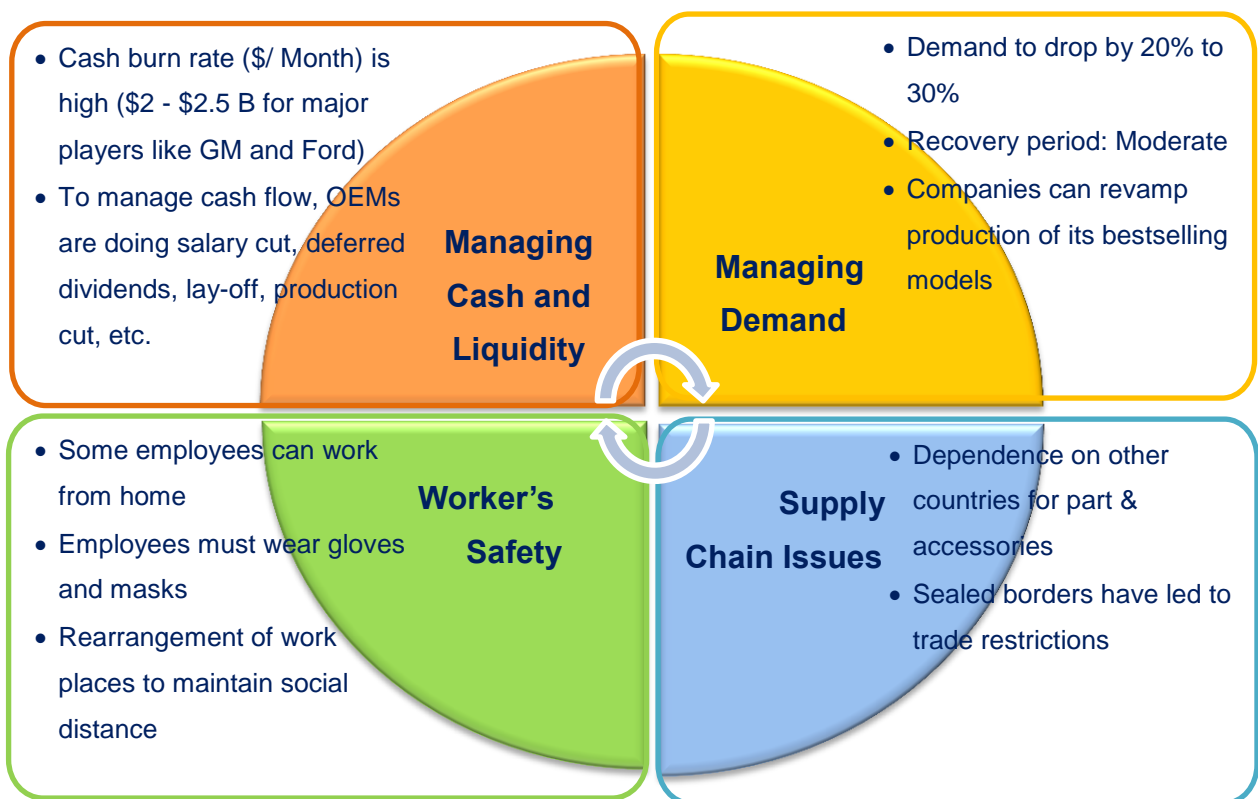 • Cash burn rate ($/ Month) is
high ($2 - $2.5 B for major
players like GM and Ford)
• To manage cash flow, OEMs
are doing salary cut, deferred
dividends, lay-off, production
cut, etc.
Managing
Cash and
Liquidity
• Demand to drop by 20% to
30%
• Recovery period: Moderate
• Companies can revamp
production of its bestselling
models
Managing
Demand
• Some employees can work
from home
• Employees must wear gloves
and masks
• Rearrangement of work
places to maintain social
distance
Worker’s
Safety
• Dependence on other
countries for part &
accessories
• Sealed borders have led to
trade restrictions
Supply
Chain Issues